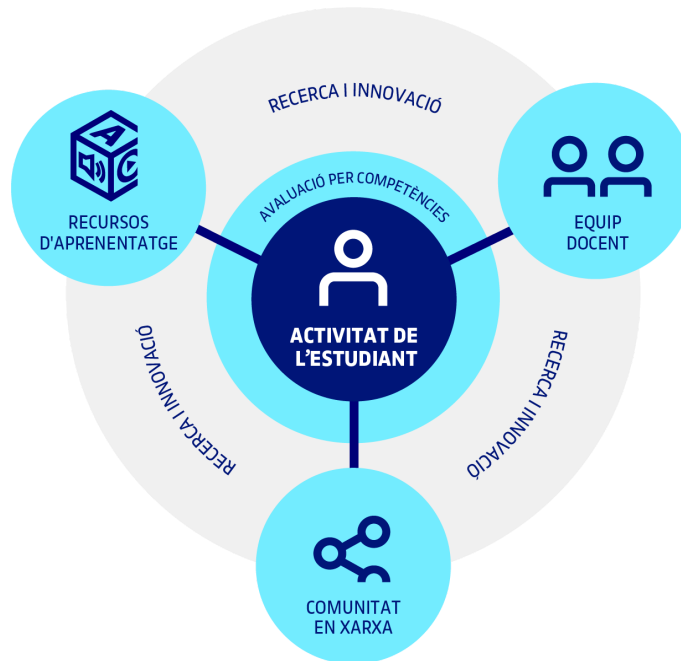 RECERCA I INNOVACIÓ
AVALUACIÓ PER COMPETÈNCIES
RECURSOS
D'APRENENTATGE
EQUIP
DOCENT
ACTIVITAT DE
L'ESTUDIANT
RECERCA I INNOVACIÓ
RECERCA I INNOVACIÓ
COMUNITAT
EN XARXA